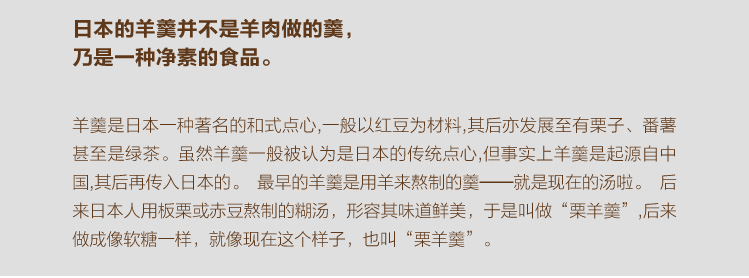 日本的羊羹并不是羊肉做的羹，
乃是一种净素的食品。
羊羹是日本一种著名的和式点心,一般以红豆为材料,其后亦发展至有栗子、番薯
甚至是绿茶。虽然羊羹一般被认为是日本的传统点心,但事实上羊羹是起源自中
国,其后再传入日本的。 最早的羊羹是用羊来熬制的羹——就是现在的汤啦。 后
来日本人用板栗或赤豆熬制的糊汤，形容其味道鲜美，于是叫做“栗羊羹”,后来
做成像软糖一样，就像现在这个样子，也叫“栗羊羹”。